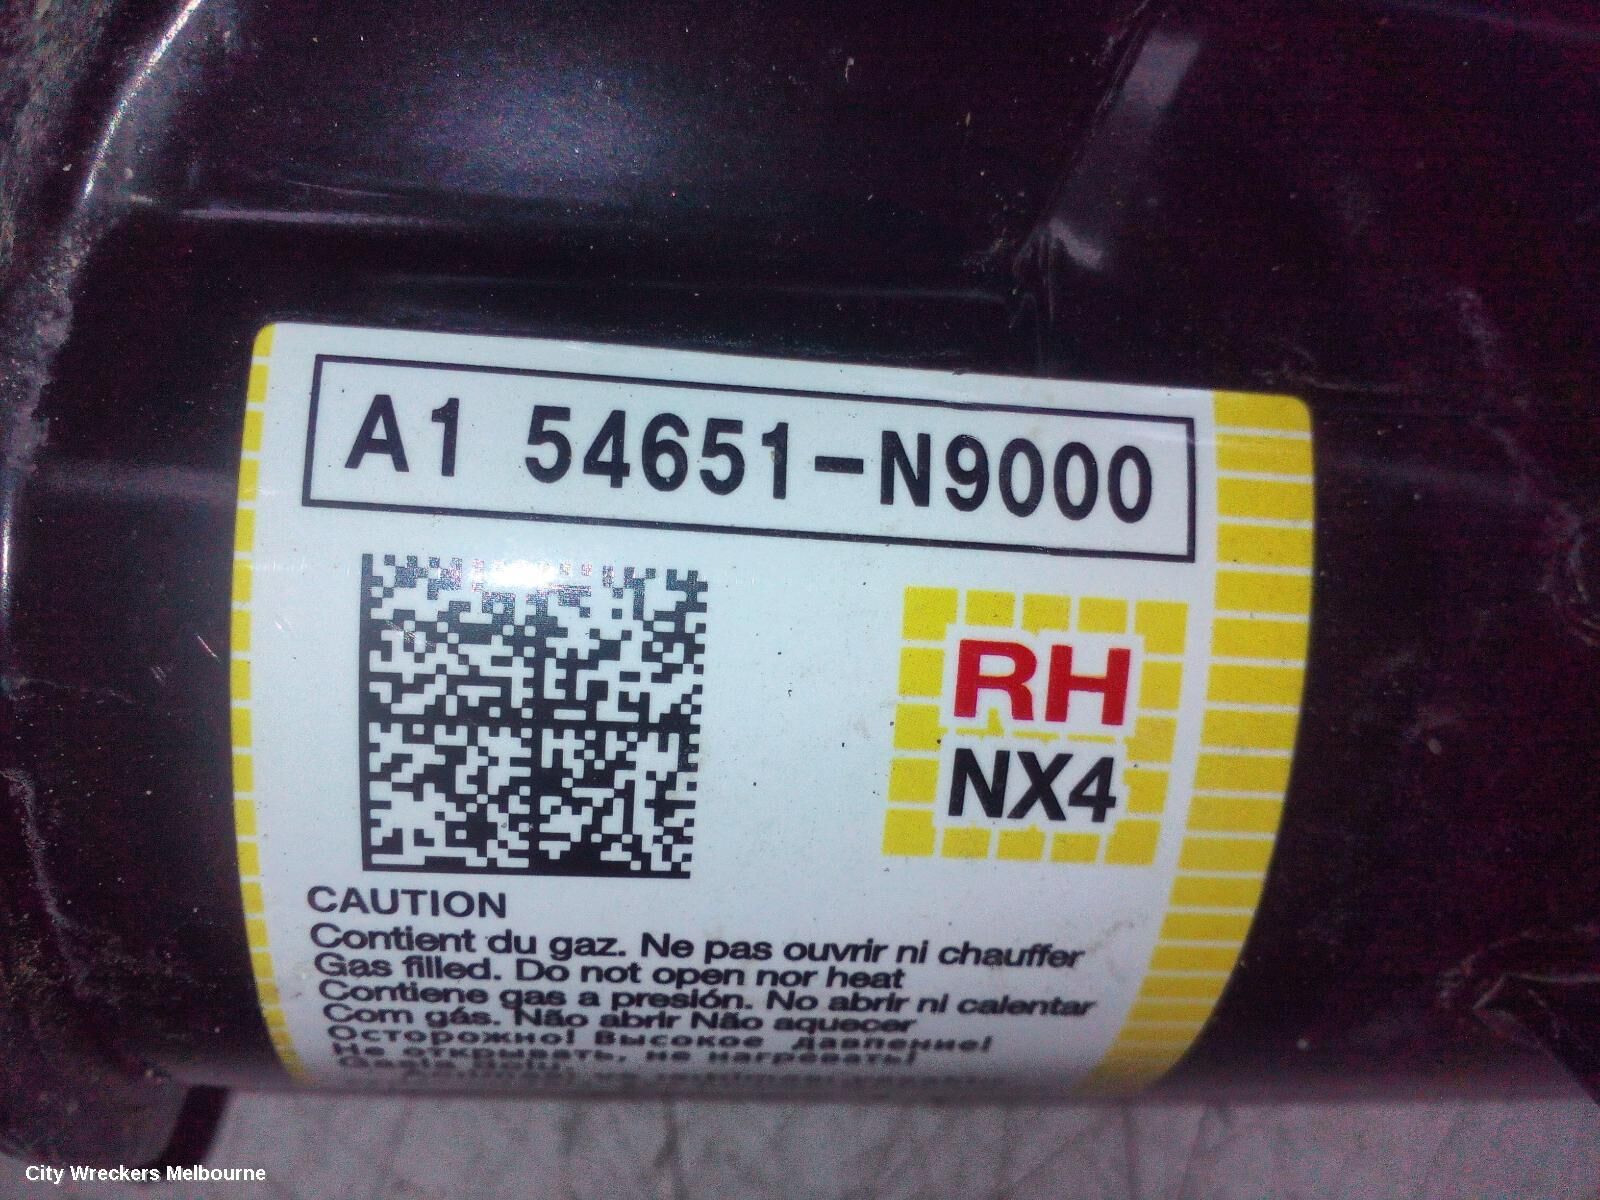 A1 54651-N9000
RH
NX4
CAUTION
Contient du gaz. Ne pas ouvrir ni chauffer
Gas filled. Do not open nor heat
Contiene gas a presión. No abrir ni calentar
Com gás. Não abrir Não aquecer
Осторожно! Высокое давление!
Не открывать, не нагревать!
City Wreckers Melbourne